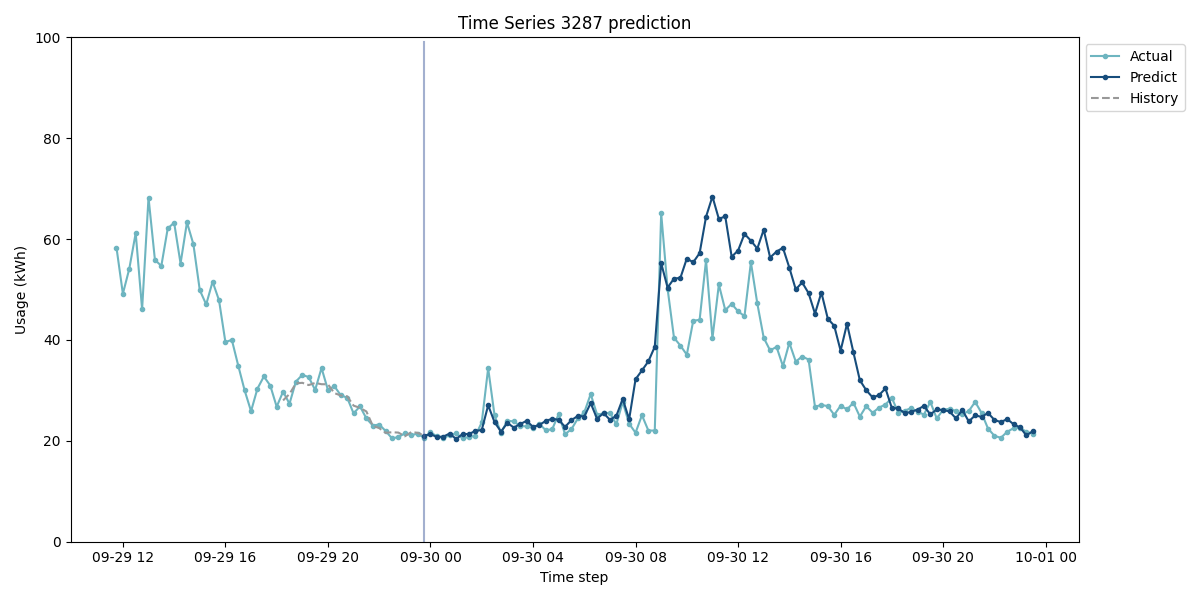 Time Series 3287 prediction
100
80
60
40
20
0
Usage (kWh)
09-29 12
09-29 16
09-29 20
09-30 00
09-30 04
09-30 08
09-30 12
09-30 16
09-30 20
10-01 00
Time step
Actual
Predict
History